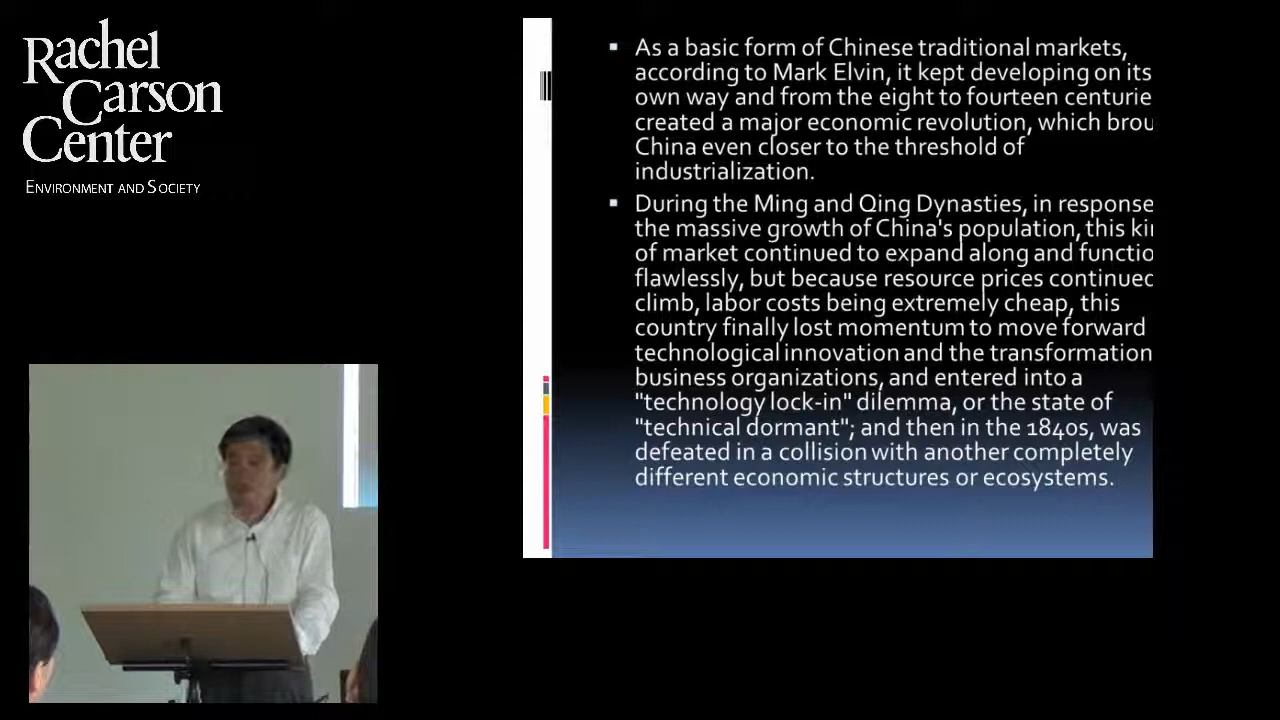 Rachel
Carson
Center
ENVIRONMENT AND SOCIETY
▪ As a basic form of Chinese traditional markets,
according to Mark Elvin, it kept developing on its
own way and from the eight to fourteen centurie
created a major economic revolution, which brou
China even closer to the threshold of
industrialization.
▪ During the Ming and Qing Dynasties, in response
the massive growth of China's population, this ki
of market continued to expand along and functio
flawlessly, but because resource prices continued
climb, labor costs being extremely cheap, this
country finally lost momentum to move forward
technological innovation and the transformation
business organizations, and entered into a
"technology lock-in" dilemma, or the state of
"technical dormant"; and then in the 1840s, was
defeated in a collision with another completely
different economic structures or ecosystems.